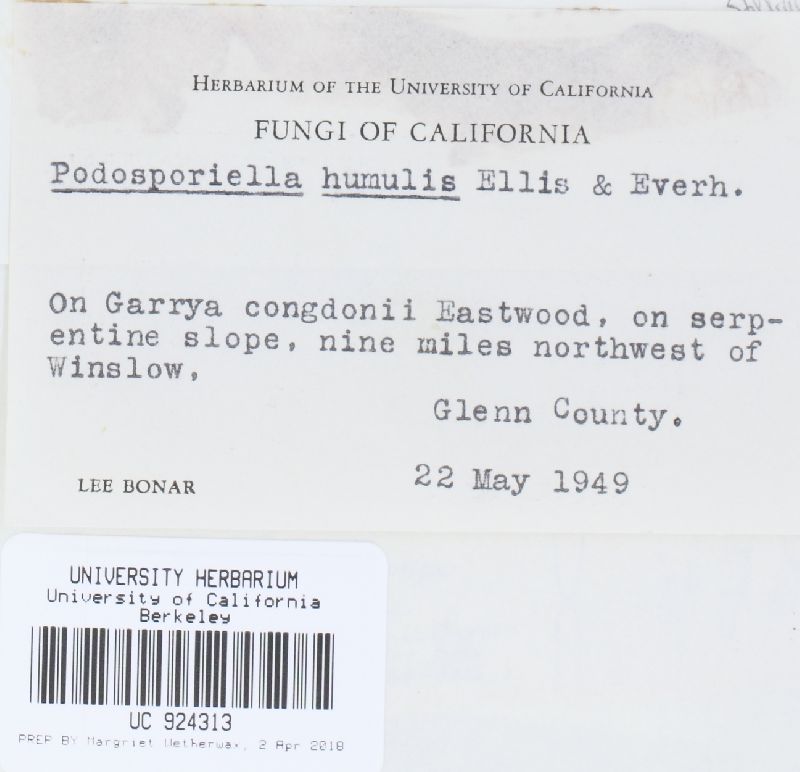 HERBARIUM OF THE UNIVERSITY OF CALIFORNIA
FUNGI OF CALIFORNIA
Podosporiella humulis Ellis & Everh.
On Garrya congdonii Eastwood, on serp-
entine slope, nine miles northwest of
Winslow,
Glenn County.
LEE BONAR
22 May 1949
UNIVERSITY HERBARIUM
University of California
Berkeley
UC 924313
PREP BY Margriet Wetherwax, 2 Apr 2018